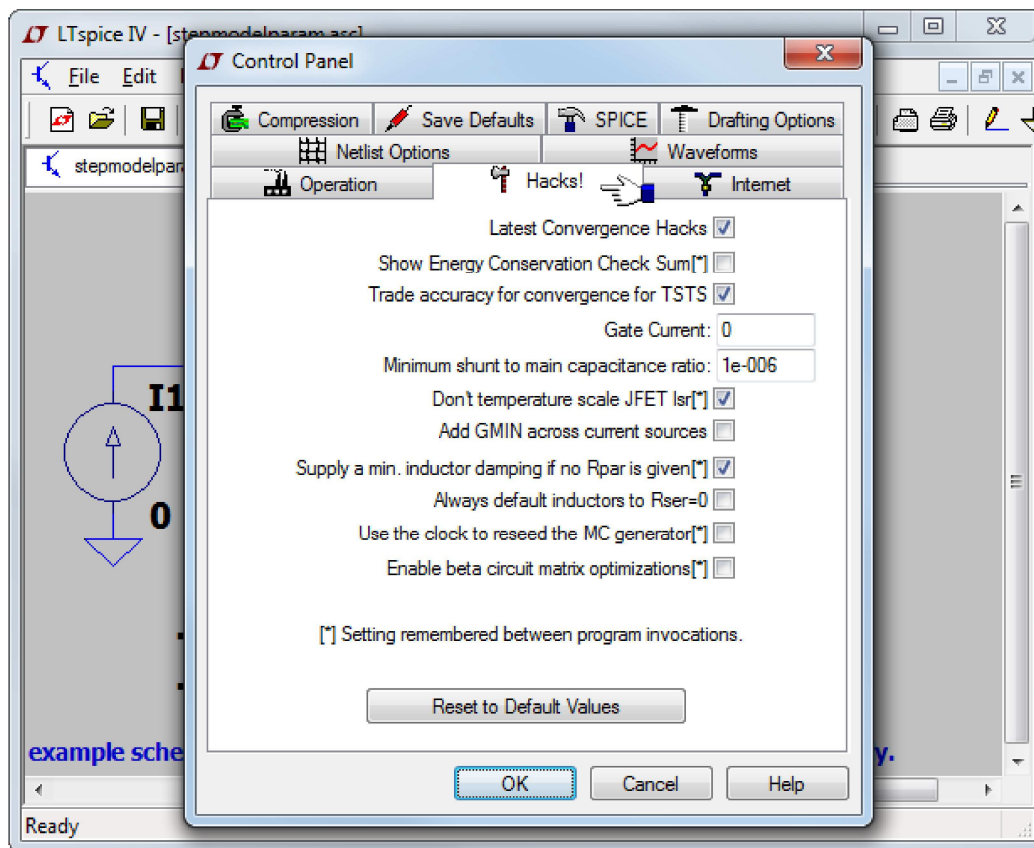 LTspice IV - [stepmodelparam.asc]
Control Panel
File Edit
Compression Save Defaults SPICE Drafting Options
stepmodelpara
Netlist Options Waveforms
Operation Hacks! Internet
Latest Convergence Hacks
Show Energy Conservation Check Sum[*]
Trade accuracy for convergence for TSTS
Gate Current: 0
Minimum shunt to main capacitance ratio: 1e-006
I1
Don't temperature scale JFET Isr[*]
Add GMIN across current sources
Supply a min. inductor damping if no Rpar is given[*]
Always default inductors to Rser=0
0
Use the clock to reseed the MC generator[*]
Enable beta circuit matrix optimizations[*]
[*] Setting remembered between program invocations.
Reset to Default Values
example sche
y.
OK Cancel Help
Ready